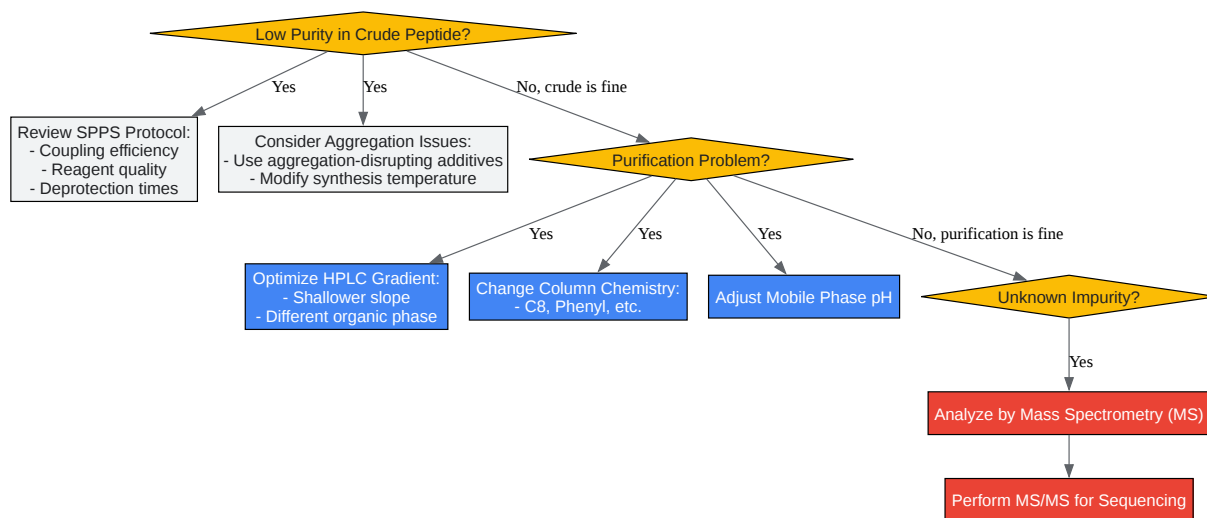 Low Purity in Crude Peptide?
Yes
Yes
No, crude is fine
Review SPPS Protocol:
- Coupling efficiency
- Reagent quality
- Deprotection times
Consider Aggregation Issues:
- Use aggregation-disrupting additives
- Modify synthesis temperature
Purification Problem?
Yes
Yes
Yes
No, purification is fine
Optimize HPLC Gradient:
- Shallower slope
- Different organic phase
Change Column Chemistry:
- C8, Phenyl, etc.
Adjust Mobile Phase pH
Unknown Impurity?
Yes
Analyze by Mass Spectrometry (MS)
Perform MS/MS for Sequencing